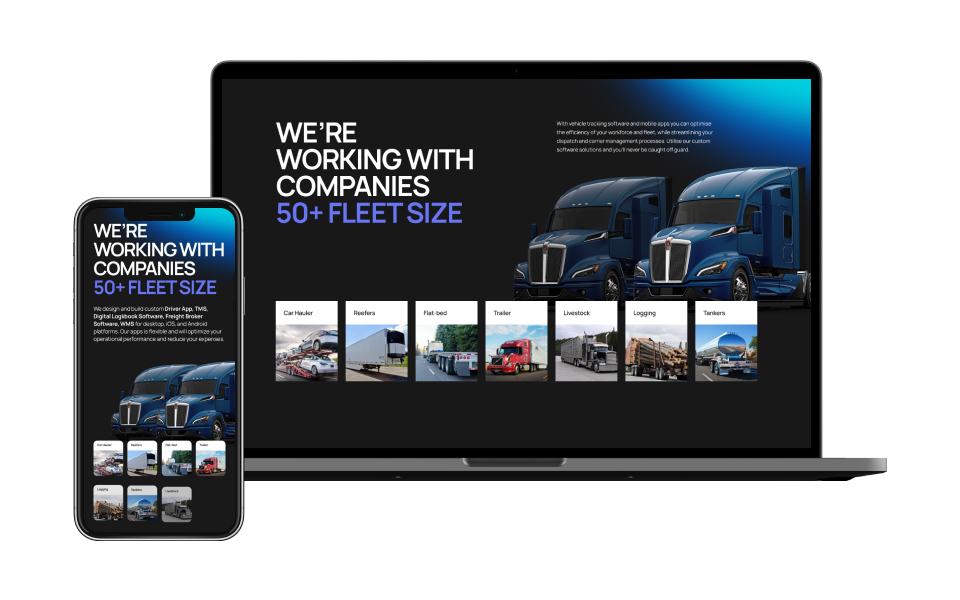 WE'RE
WORKING WITH
COMPANIES
50+ FLEET SIZE
With vehicle tracking software and mobile apps you can optimise
the efficiency of your workforce and fleet, while streamlining your
dispatch and carrier management processes. Utilise our custom
software solutions and you'll never be caught off guard.
Car Hauler
Reefers
Flat-bed
Trailer
Livestock
Logging
Tankers
WE'RE
WORKING WITH
COMPANIES
50+ FLEET SIZE
We design and build custom Driver App, TMS,
Digital Logbook Software, Freight Broker
Software, WMS for desktop, iOS, and Android
platforms. Our apps is flexible and will optimize your
operational performance and reduce your expenses.
Car Hauler
Reefers
Flat-bed
Trailer
Logging
Tankers
Livestock